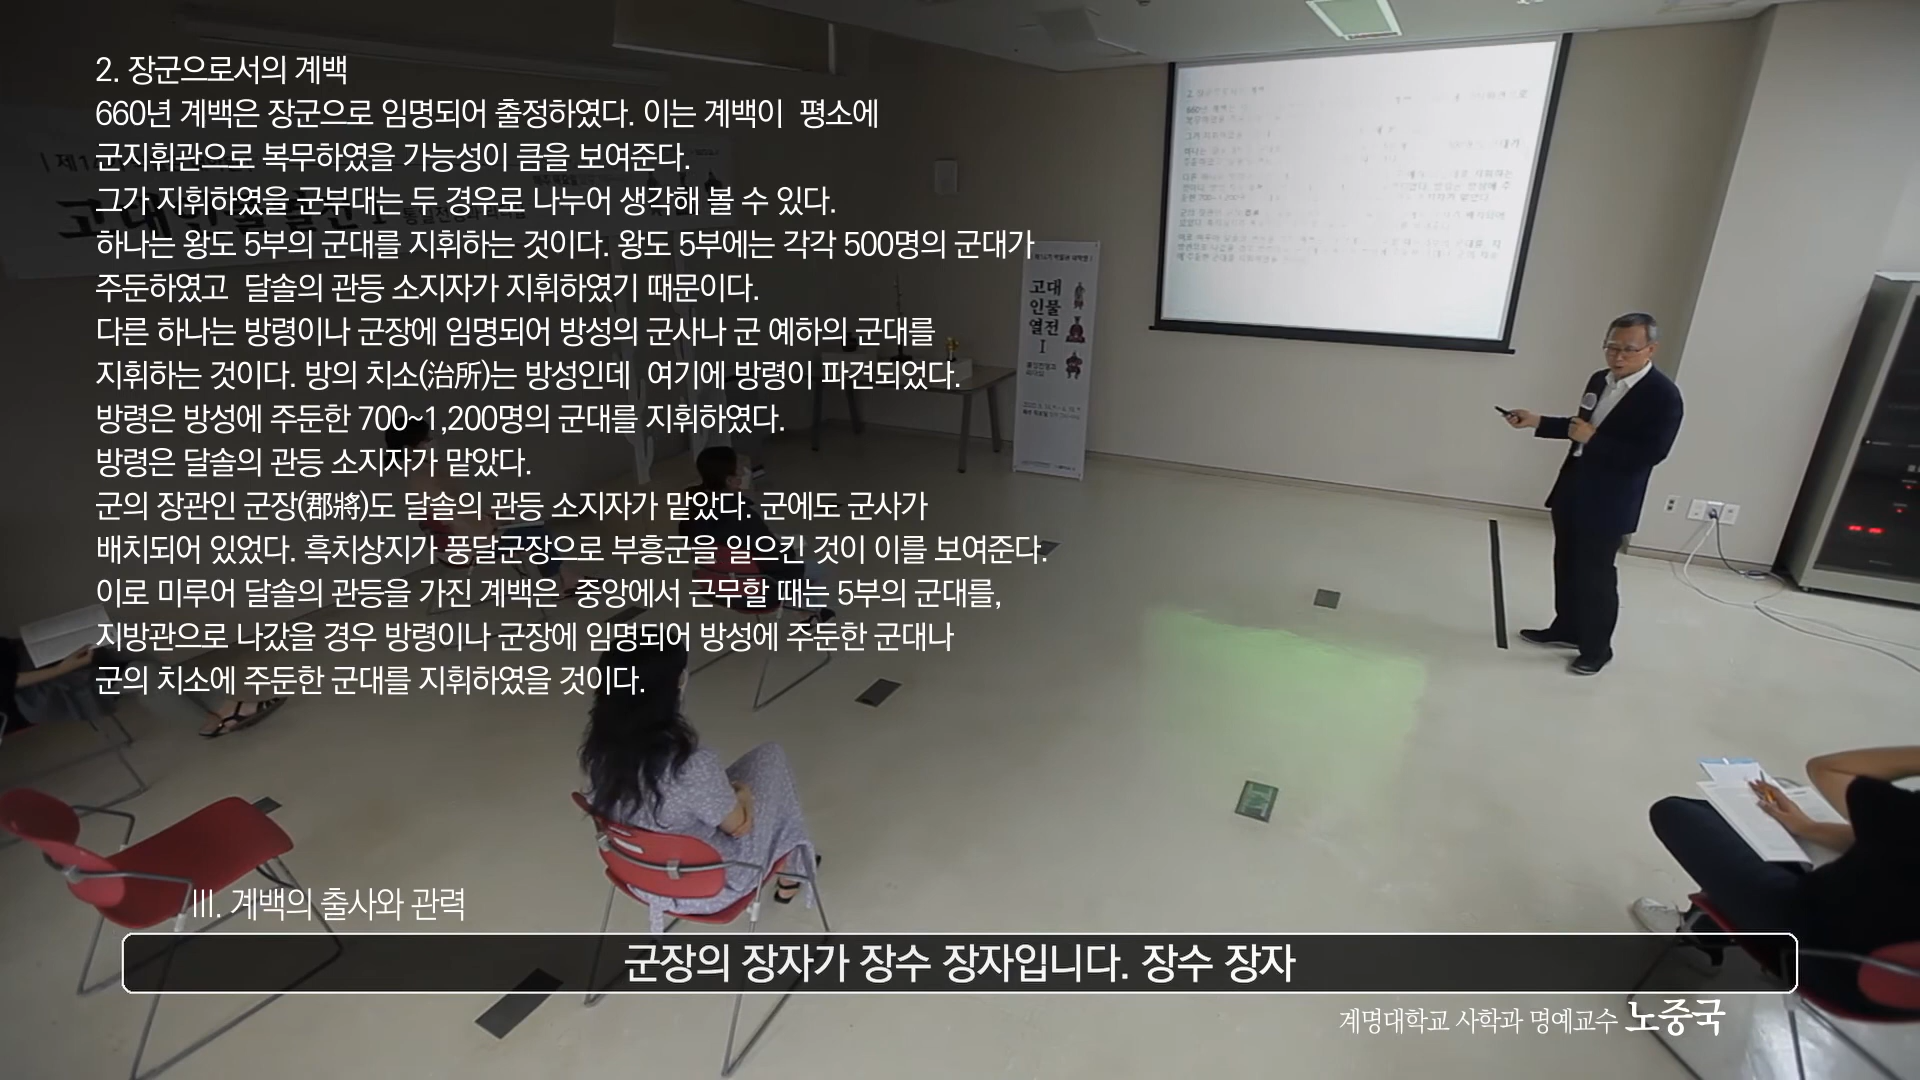 2. 장군으로서의 계백
660년 계백은 장군으로 임명되어 출정하였다. 이는 계백이 평소에
군지휘관으로 복무하였을 가능성이 큼을 보여준다.
그가 지휘하였을 군부대는 두 경우로 나누어 생각해 볼 수 있다.
하나는 왕도 5부의 군대를 지휘하는 것이다. 왕도 5부에는 각각 500명의 군대가
주둔하였고 달솔의 관등 소지자가 지휘하였기 때문이다.
다른 하나는 방령이나 군장에 임명되어 방성의 군사나 군 예하의 군대를
지휘하는 것이다. 방의 치소(治所)는 방성인데 여기에 방령이 파견되었다.
방령은 방성에 주둔한 700~1,200명의 군대를 지휘하였다.
방령은 달솔의 관등 소지자가 맡았다.
군의 장관인 군장(郡將)도 달솔의 관등 소지자가 맡았다. 군에도 군사가
배치되어 있었다. 흑치상지가 풍달군장으로 부흥군을 일으킨 것이 이를 보여준다.
이로 미루어 달솔의 관등을 가진 계백은 중앙에서 근무할 때는 5부의 군대를,
지방관으로 나갔을 경우 방령이나 군장에 임명되어 방성에 주둔한 군대나
군의 치소에 주둔한 군대를 지휘하였을 것이다.
고대
인물
열전
I
III. 계백의 출사와 관력
군장의 장자가 장수 장자입니다. 장수 장자
계명대학교 사학과 명예교수 노중국